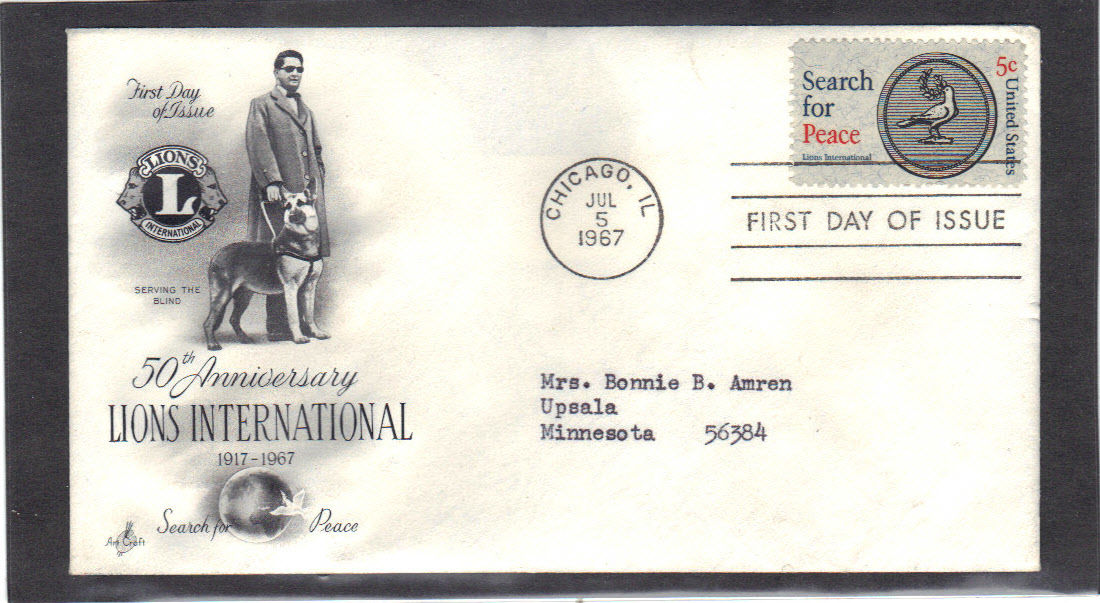 First Day
of Issue
LIONS
L
INTERNATIONAL
SERVING THE
BLIND
50th Anniversary
LIONS INTERNATIONAL
1917-1967
Search for Peace
Art Craft
CHICAGO, IL
JUL
5
1967
Search
for
Peace
Lions International
5c
United States
FIRST DAY OF ISSUE
Mrs. Bonnie B. Amren
Upsala
Minnesota 56384